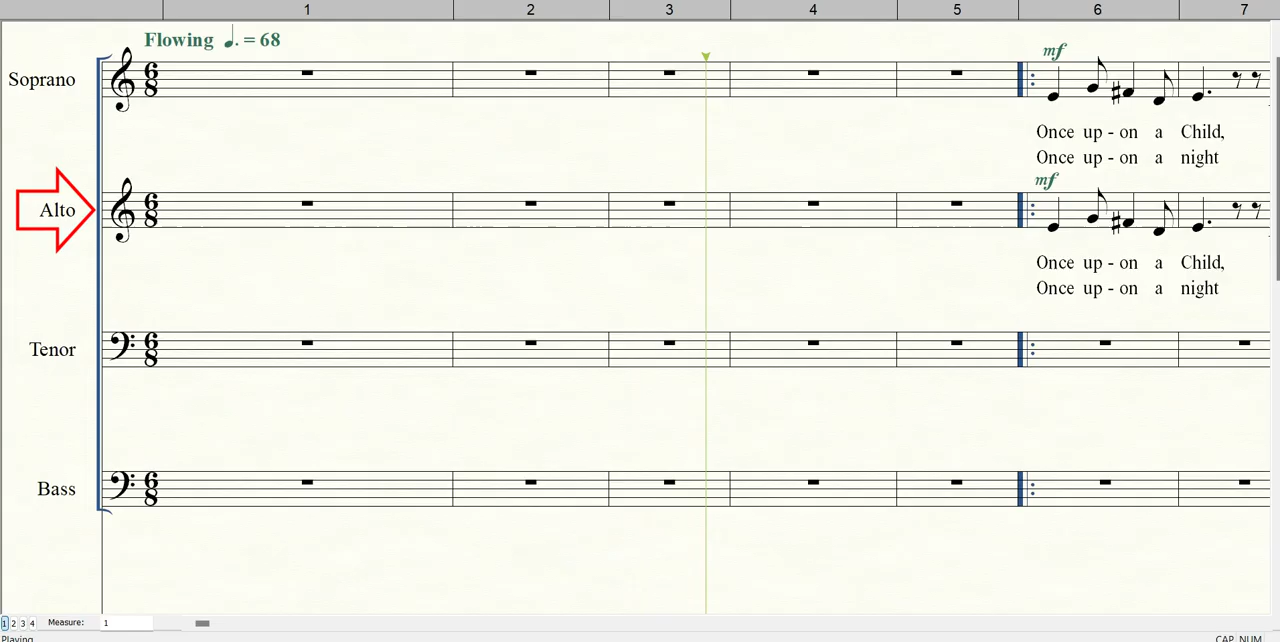 1 2 3 4 5 6 7
Flowing ♩. = 68
Soprano
mf
Once up - on a Child,
Once up - on a night
Alto
mf
Once up - on a Child,
Once up - on a night
Tenor
Bass
1 2 3 4 Measure: 1
Playing CAP NUM